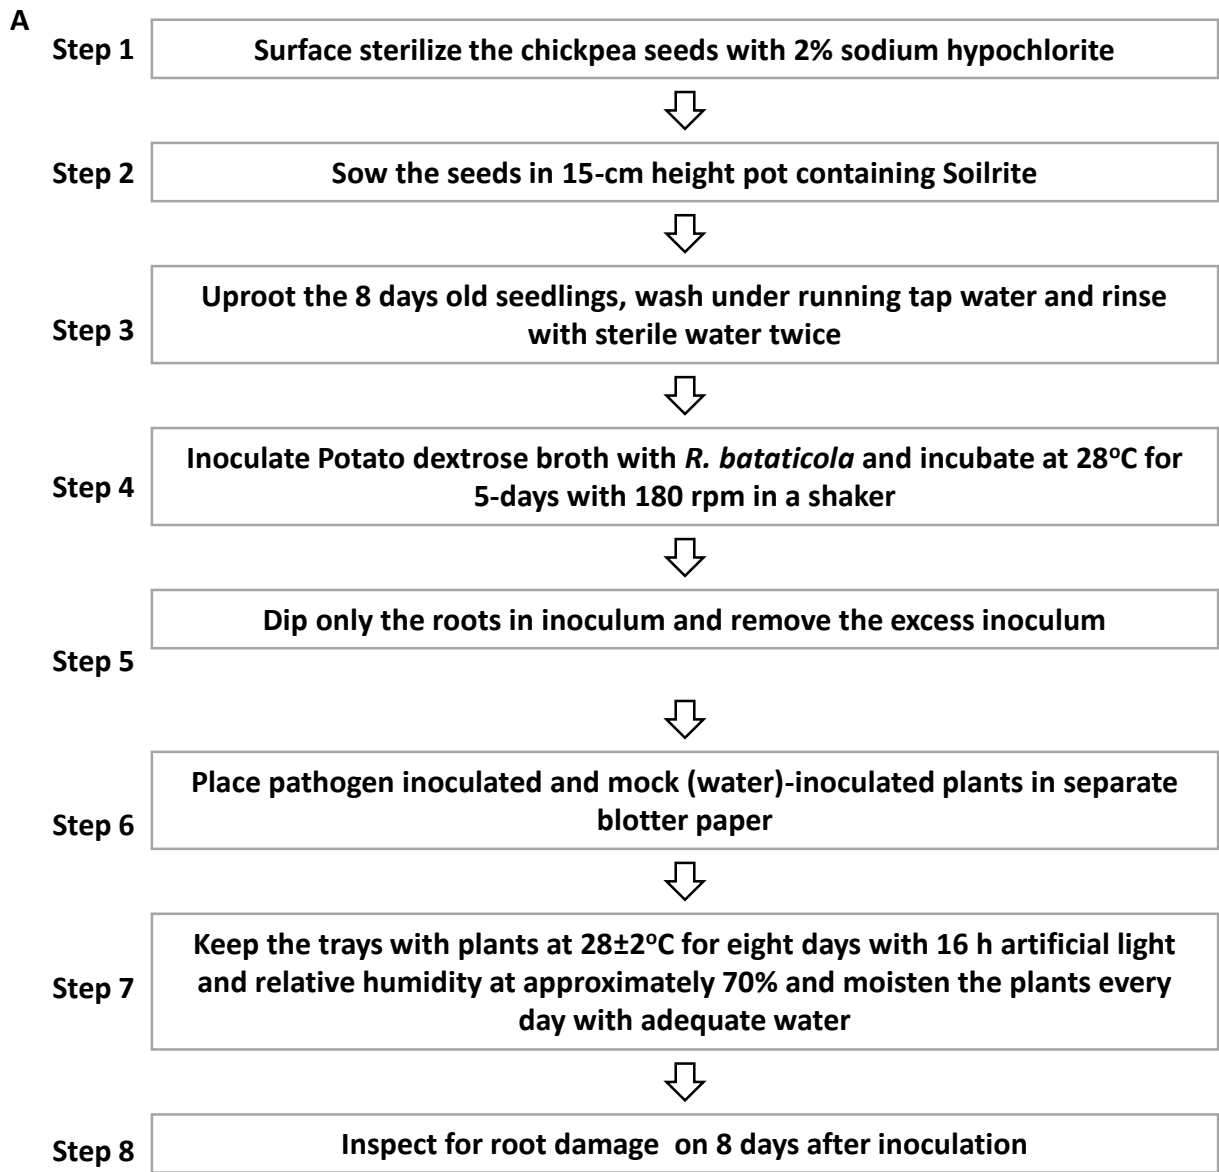 A
Step 1
Surface sterilize the chickpea seeds with 2% sodium hypochlorite
Step 2
Sow the seeds in 15-cm height pot containing Soilrite
Step 3
Uproot the 8 days old seedlings, wash under running tap water and rinse
with sterile water twice
Step 4
Inoculate Potato dextrose broth with R. bataticola and incubate at 28°C for
5-days with 180 rpm in a shaker
Step 5
Dip only the roots in inoculum and remove the excess inoculum
Step 6
Place pathogen inoculated and mock (water)-inoculated plants in separate
blotter paper
Step 7
Keep the trays with plants at 28±2°C for eight days with 16 h artificial light
and relative humidity at approximately 70% and moisten the plants every
day with adequate water
Step 8
Inspect for root damage on 8 days after inoculation